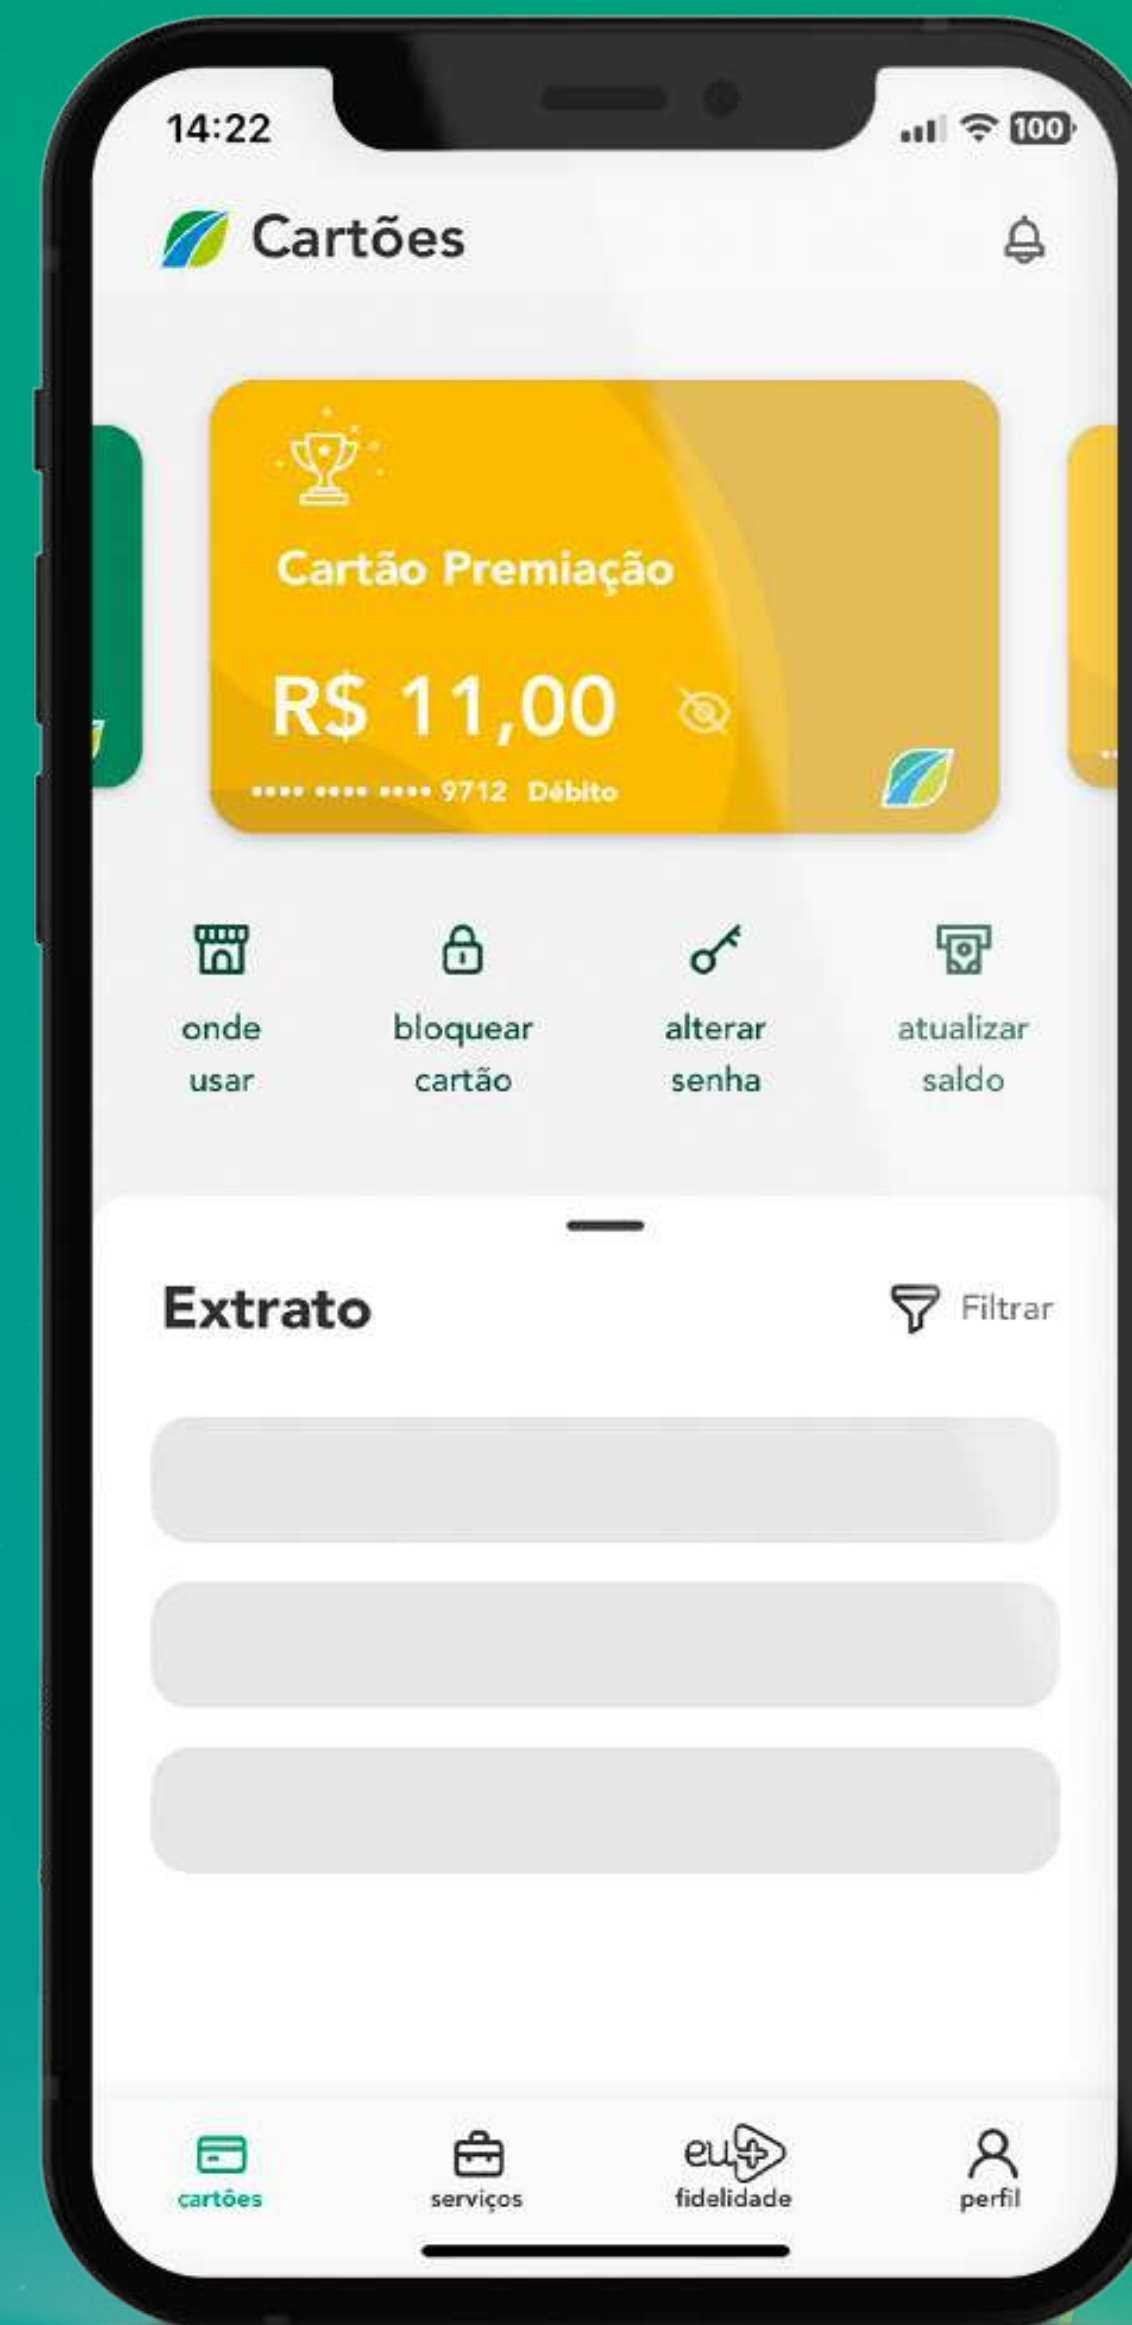 14:22
100
Cartões
Cartão Premiação
R$ 11,00
•••• •••• •••• 9712 Débito
onde usar
bloquear cartão
alterar senha
atualizar saldo
Extrato
Filtrar
cartões
serviços
eu+
fidelidade
perfil